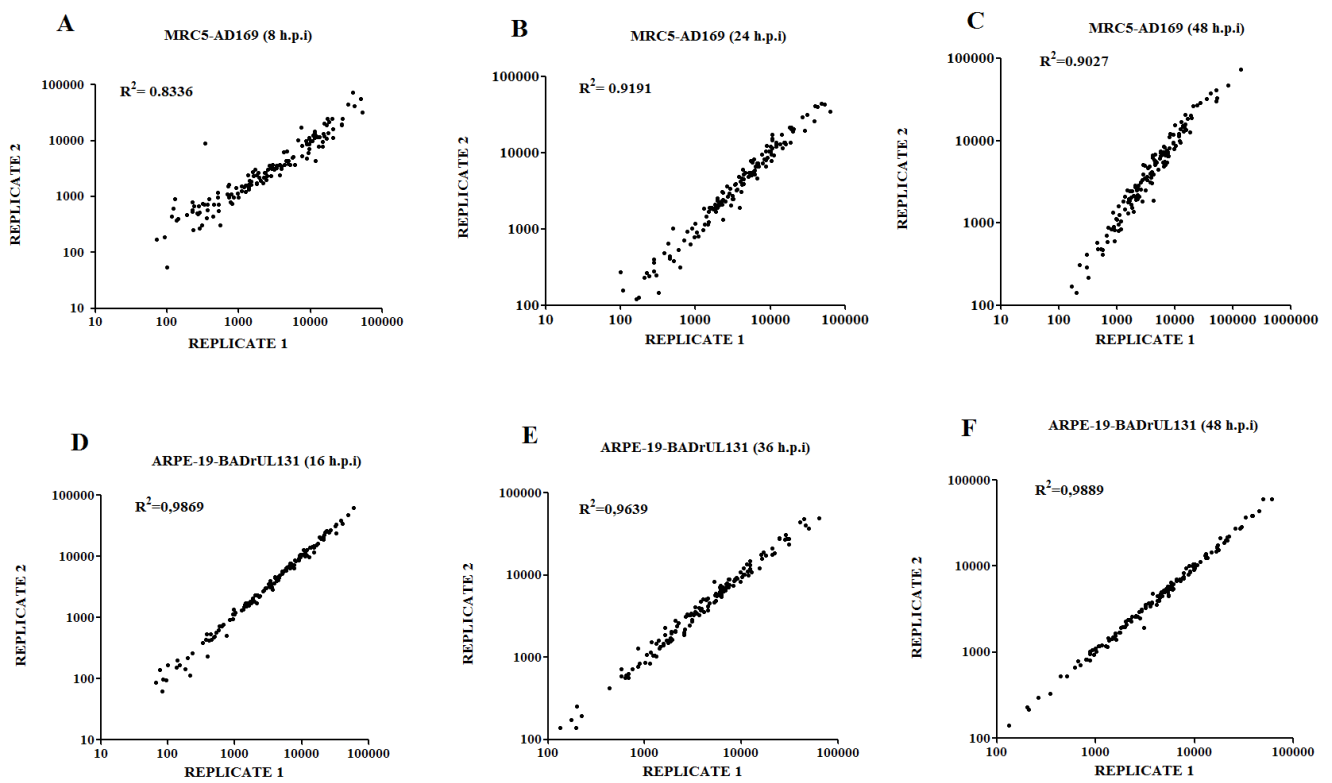 A
MRC5-AD169 (8 h.p.i)
R²= 0.8336
100000
10000
1000
100
10
REPLICATE 2
10 100 1000 10000 100000
REPLICATE 1
B
MRC5-AD169 (24 h.p.i)
R²= 0.9191
100000
10000
1000
100
REPLICATE 2
10 100 1000 10000 100000
REPLICATE 1
C
MRC5-AD169 (48 h.p.i)
R²=0.9027
100000
10000
1000
100
REPLICATE 2
10 100 1000 10000 100000 1000000
REPLICATE 1
D
ARPE-19-BADrUL131 (16 h.p.i)
R²=0,9869
100000
10000
1000
100
10
REPLICATE 2
10 100 1000 10000 100000
REPLICATE 1
E
ARPE-19-BADrUL131 (36 h.p.i)
R²=0,9639
100000
10000
1000
100
REPLICATE 2
100 1000 10000 100000
REPLICATE 1
F
ARPE-19-BADrUL131 (48 h.p.i)
R²=0,9889
100000
10000
1000
100
REPLICATE 2
100 1000 10000 100000
REPLICATE 1